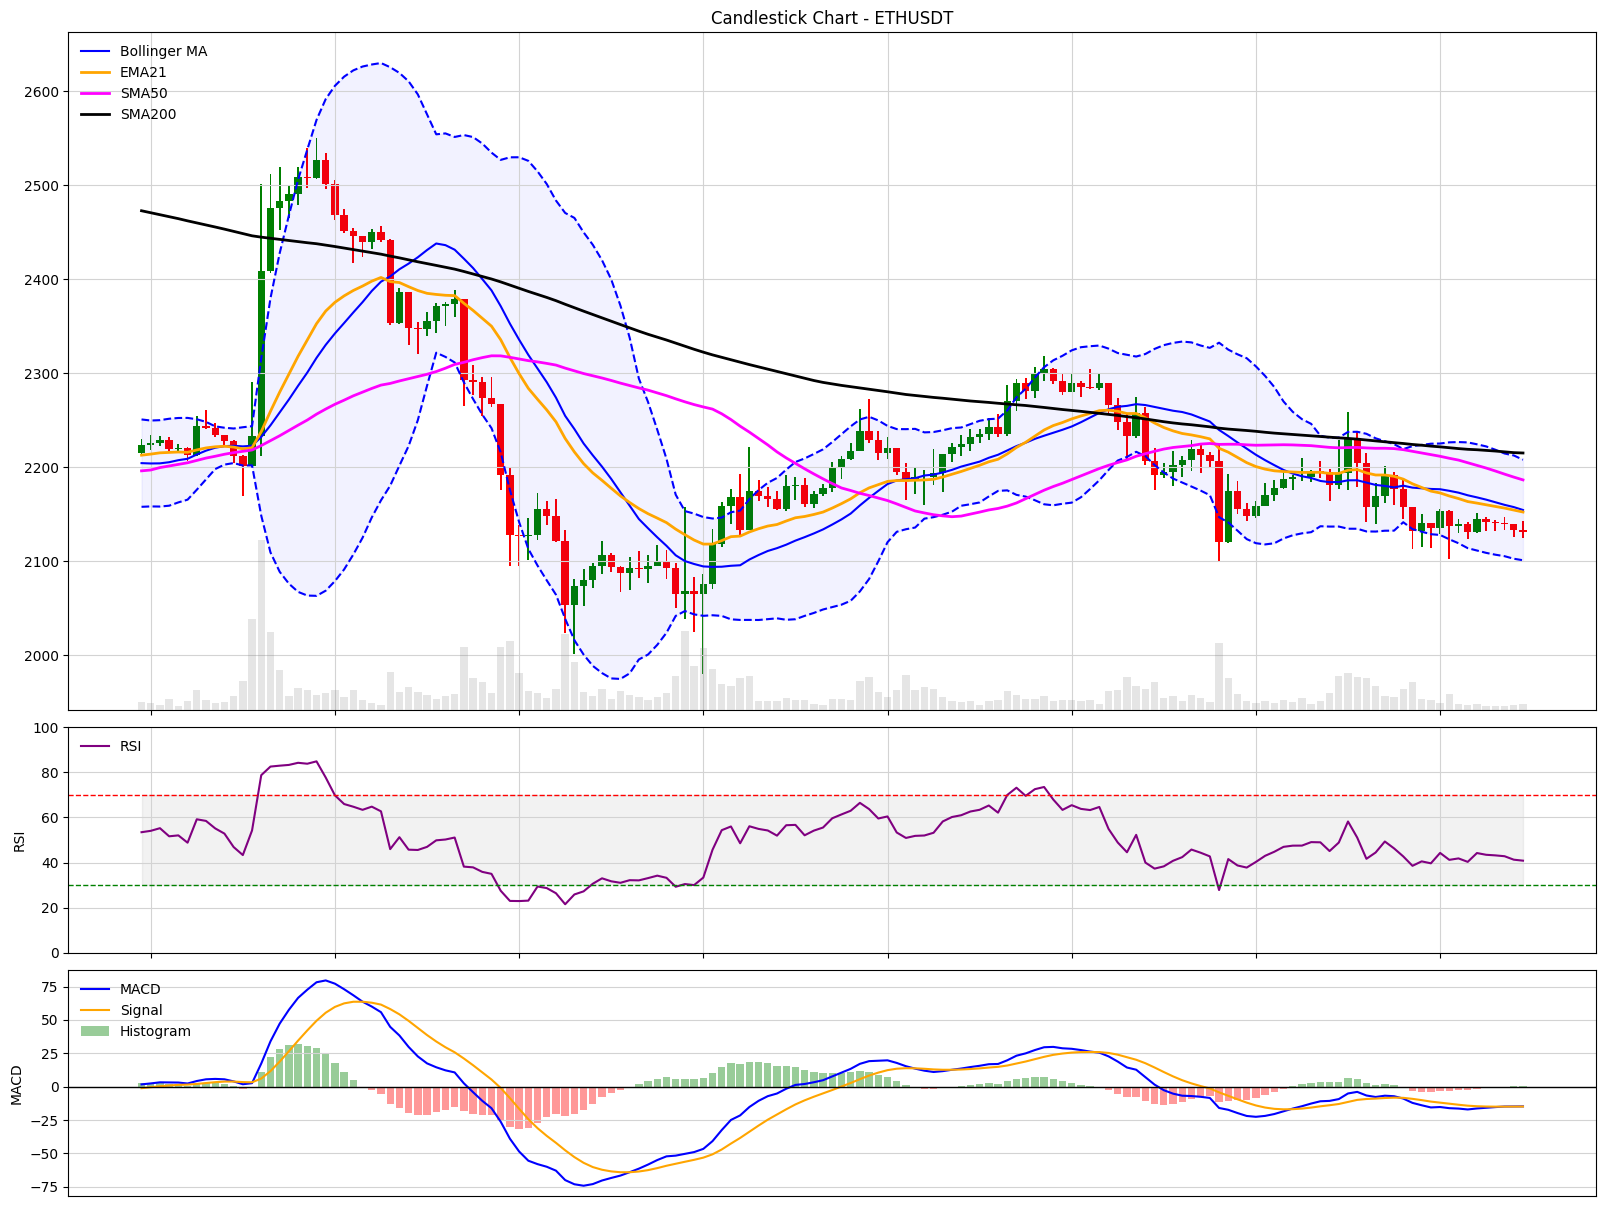 Candlestick Chart - ETHUSDT
Bollinger MA
EMA21
SMA50
SMA200
2600
2500
2400
2300
2200
2100
2000
RSI
100
80
60
40
20
0
RSI
MACD
Signal
Histogram
75
50
25
0
−25
−50
−75
MACD